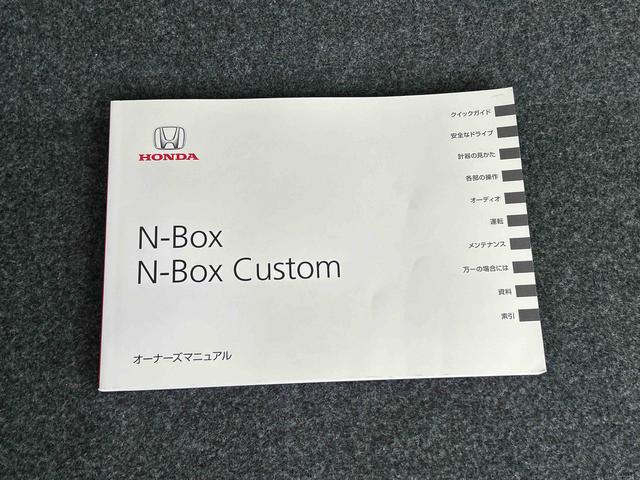 HONDA
N-Box
N-Box Custom
オーナーズマニュアル
クイックガイド
安全なドライブ
計器の見かた
各部の操作
オーディオ
運転
メンテナンス
万一の場合には
資料
索引